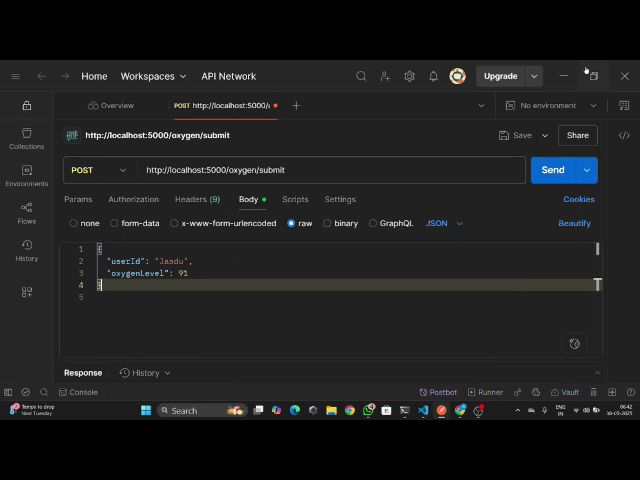 Home Workspaces API Network Upgrade
Overview POST http://localhost:5000/o No environment
HTTP http://localhost:5000/oxygen/submit Save Share
POST http://localhost:5000/oxygen/submit Send
Params Authorization Headers (9) Body Scripts Settings Cookies
none form-data x-www-form-urlencoded raw binary GraphQL JSON Beautify
1 {
2 "userId": "Jaadu",
3 "oxygenLevel": 91
4 }
5
Collections
Environments
Flows
History
Response History
Console Postbot Runner Vault
Temps to drop
Next Tuesday
Search
ENG
IN
06:42
30-05-2025